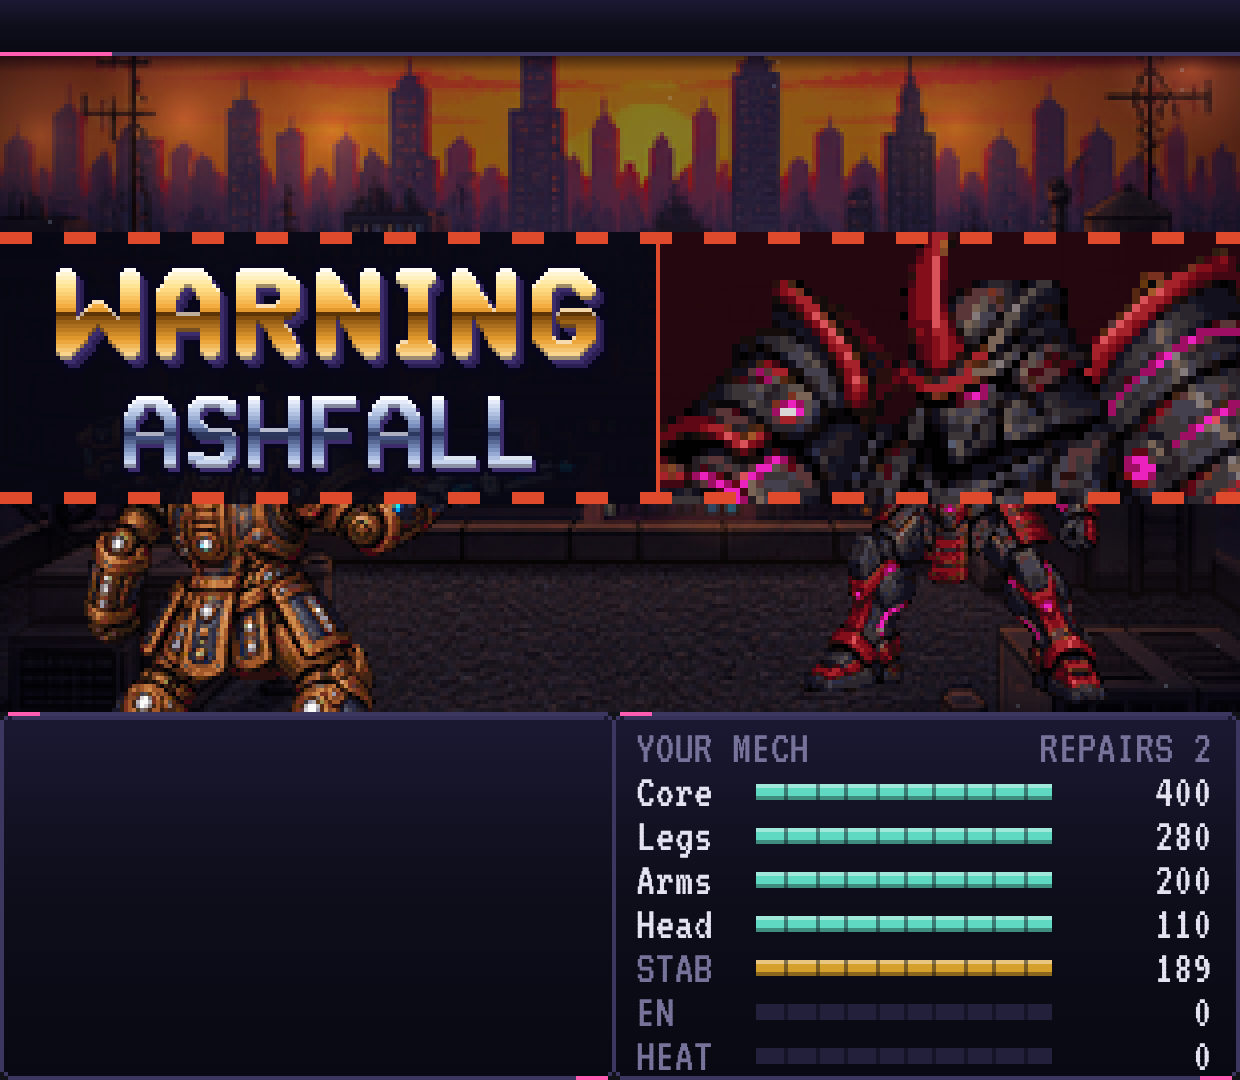 WARNING
ASHFALL
YOUR MECH REPAIRS 2
Core 400
Legs 280
Arms 200
Head 110
STAB 189
EN 0
HEAT 0